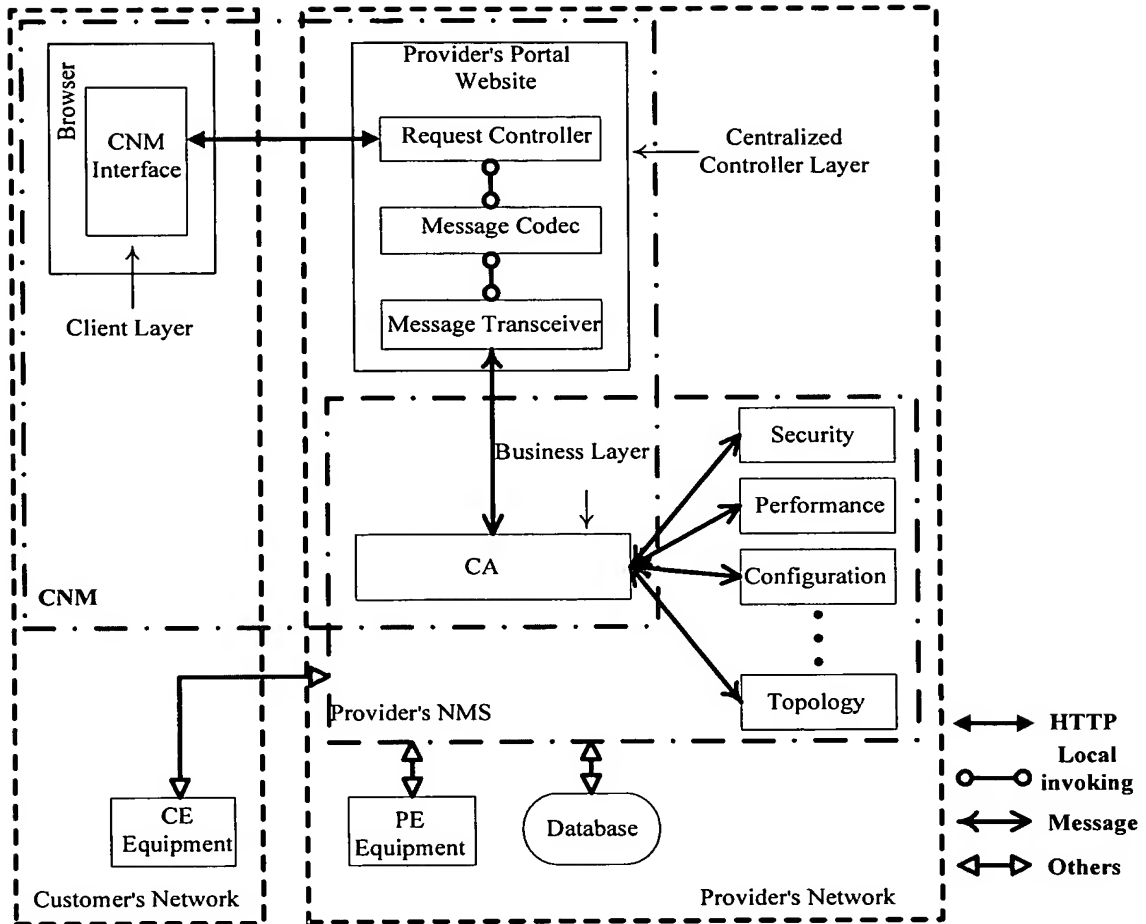 Browser
CNM
Interface
Client Layer
CNM
Provider's Portal
Website
Request Controller
Message Codec
Message Transceiver
Centralized
Controller Layer
Business Layer
CA
Security
Performance
Configuration
Topology
Provider's NMS
CE
Equipment
PE
Equipment
Database
Customer's Network
Provider's Network
HTTP
Local
invoking
Message
Others